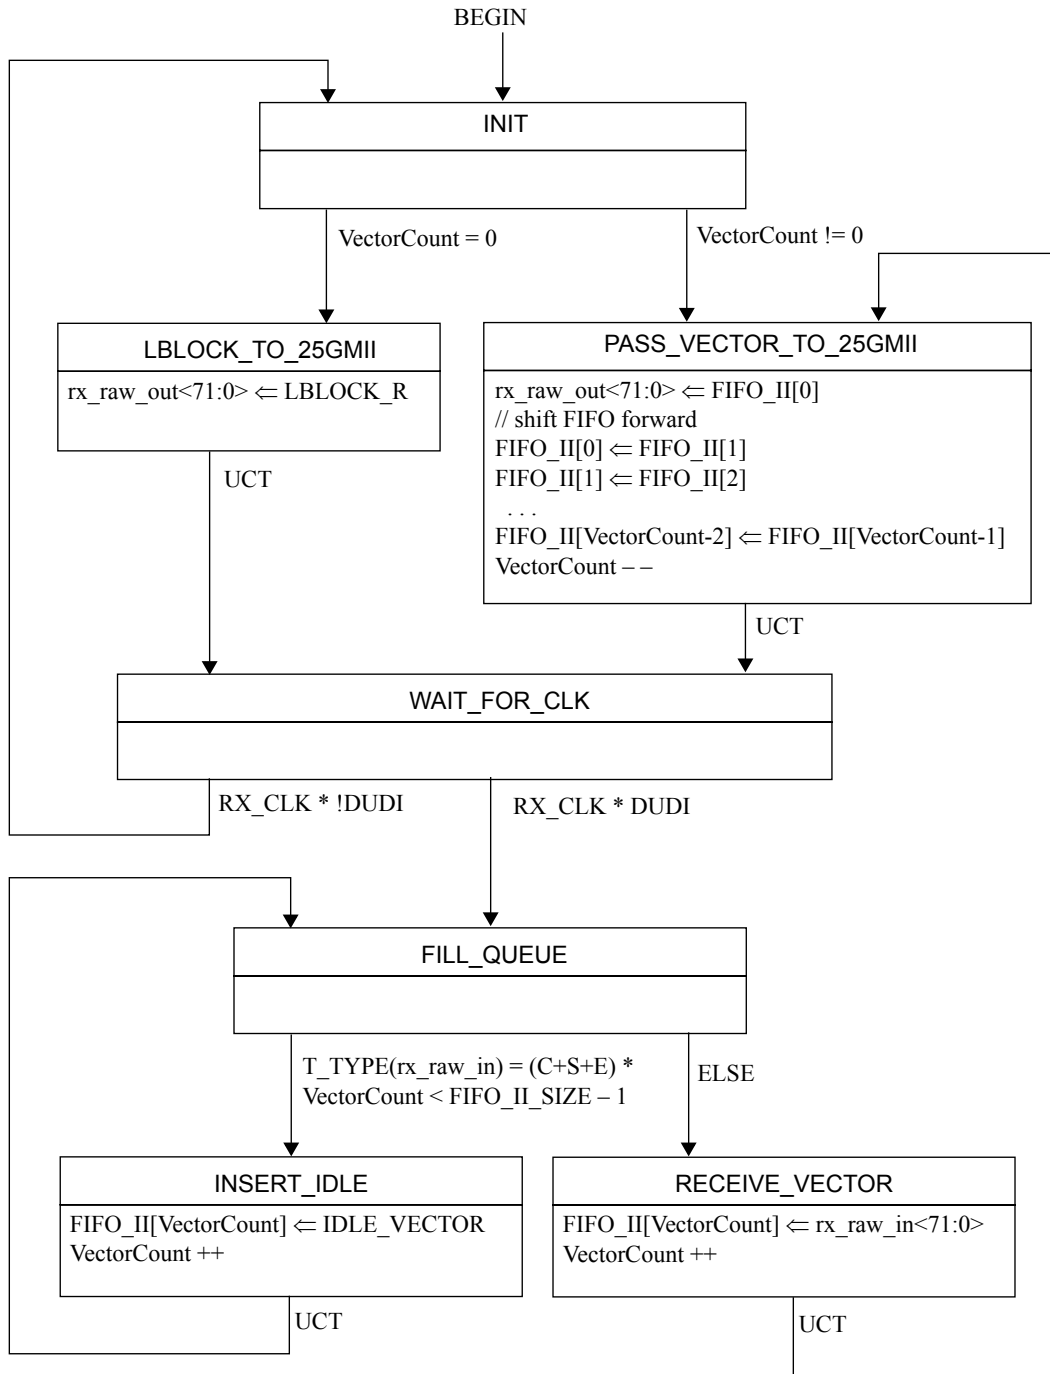 BEGIN
INIT
VectorCount = 0
VectorCount != 0
LBLOCK_TO_25GMII
rx_raw_out<71:0> ⇐ LBLOCK_R
UCT
PASS_VECTOR_TO_25GMII
rx_raw_out<71:0> ⇐ FIFO_II[0]
// shift FIFO forward
FIFO_II[0] ⇐ FIFO_II[1]
FIFO_II[1] ⇐ FIFO_II[2]
. . .
FIFO_II[VectorCount-2] ⇐ FIFO_II[VectorCount-1]
VectorCount – –
UCT
WAIT_FOR_CLK
RX_CLK * !DUDI
RX_CLK * DUDI
FILL_QUEUE
T_TYPE(rx_raw_in) = (C+S+E) *
VectorCount < FIFO_II_SIZE – 1
ELSE
INSERT_IDLE
FIFO_II[VectorCount] ⇐ IDLE_VECTOR
VectorCount ++
UCT
RECEIVE_VECTOR
FIFO_II[VectorCount] ⇐ rx_raw_in<71:0>
VectorCount ++
UCT